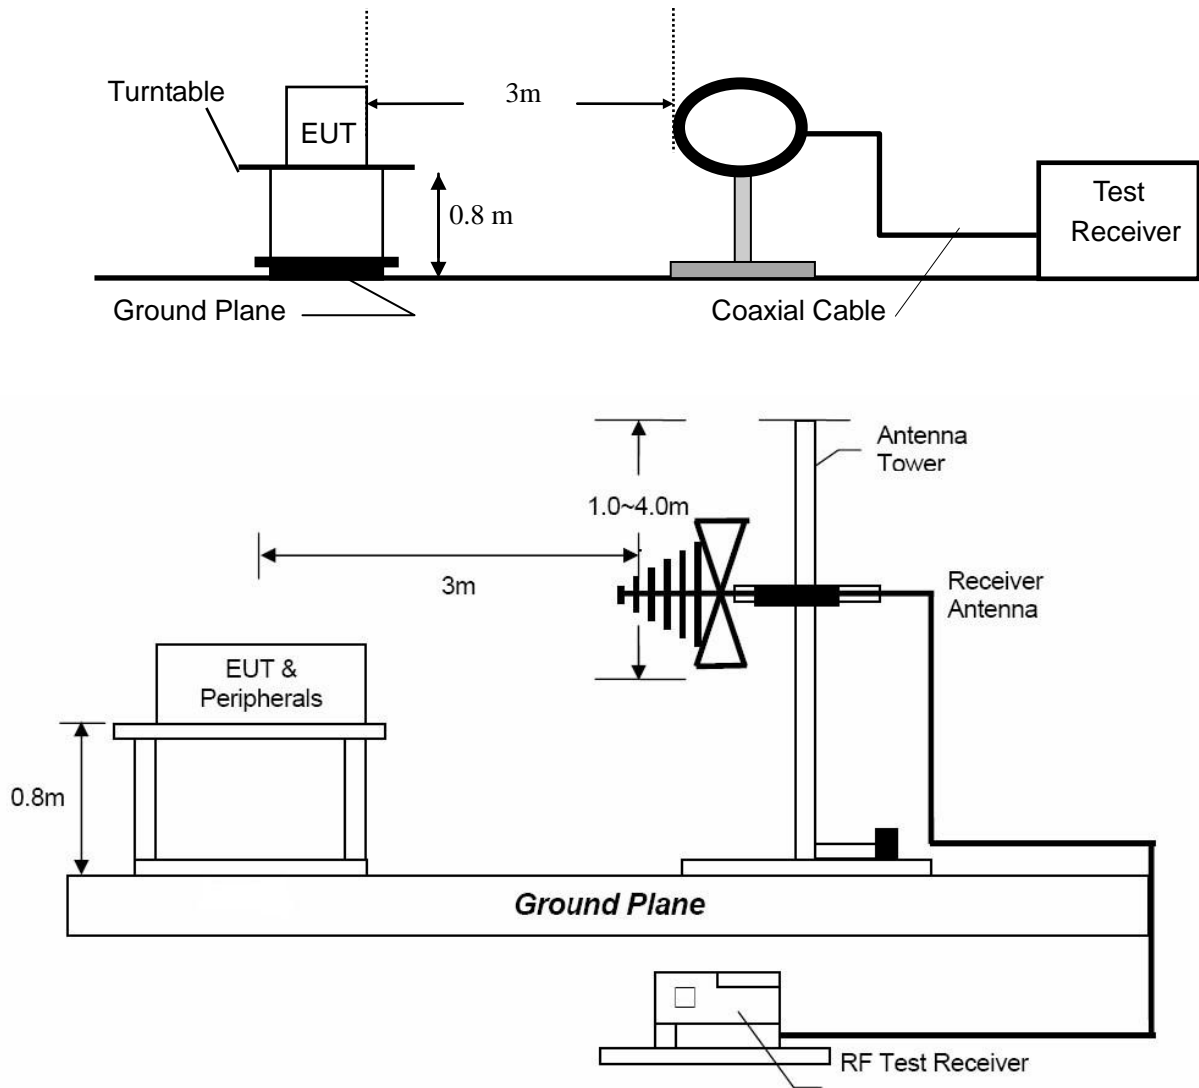 3m
Turntable
EUT
0.8 m
Test
Receiver
Ground Plane
Coaxial Cable
Antenna
Tower
1.0~4.0m
3m
Receiver
Antenna
EUT &
Peripherals
0.8m
Ground Plane
RF Test Receiver